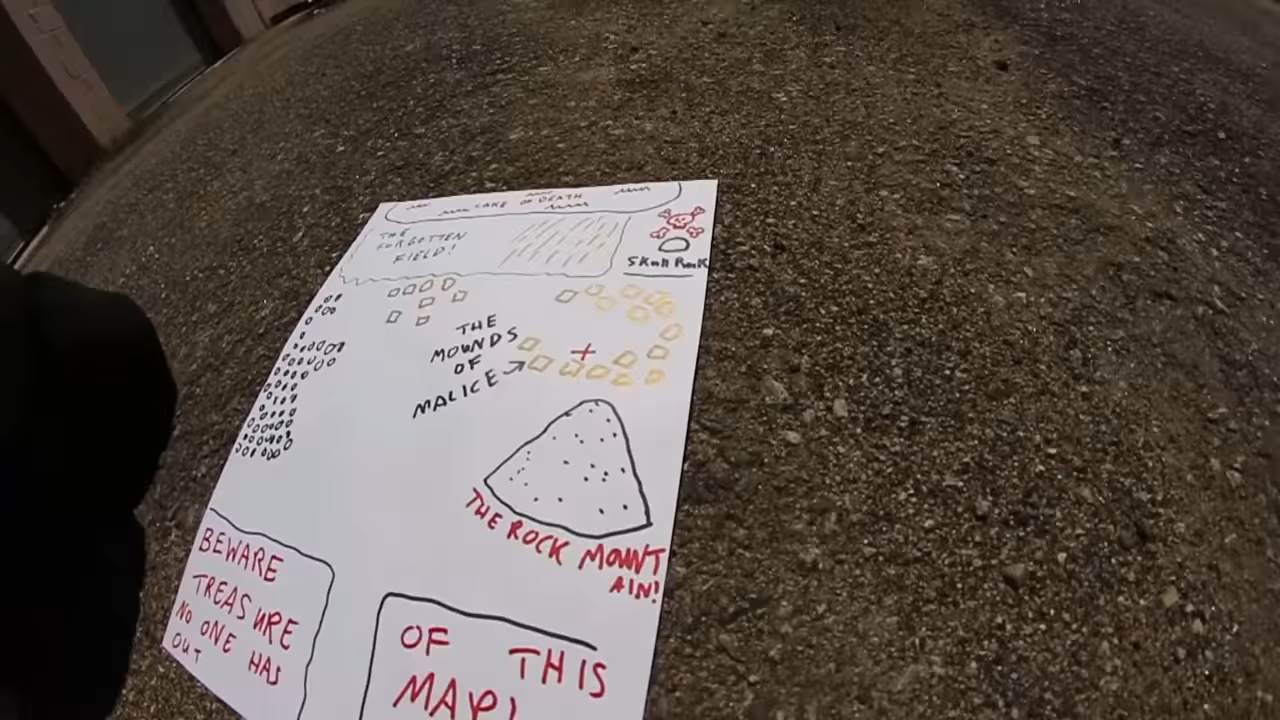 LAKE OF DEATH
THE
FORGOTTEN
FIELD!
Skull Rock
THE
MOUNDS
OF
MALICE
THE ROCK MOUNT
AIN!
BEWARE
TREASURE
NO ONE HAS
OUT
OF THIS
MAP!